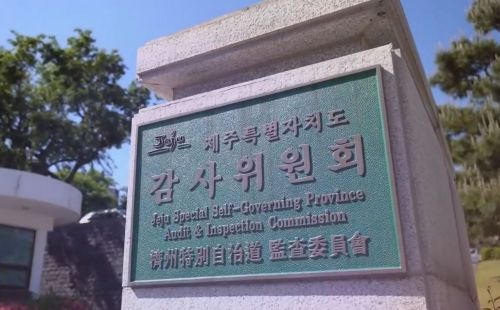 Jeju 제주특별자치도
감사위원회
Jeju Special Self-Governing Province
Audit & Inspection Commission
濟州特別自治道 監査委員會